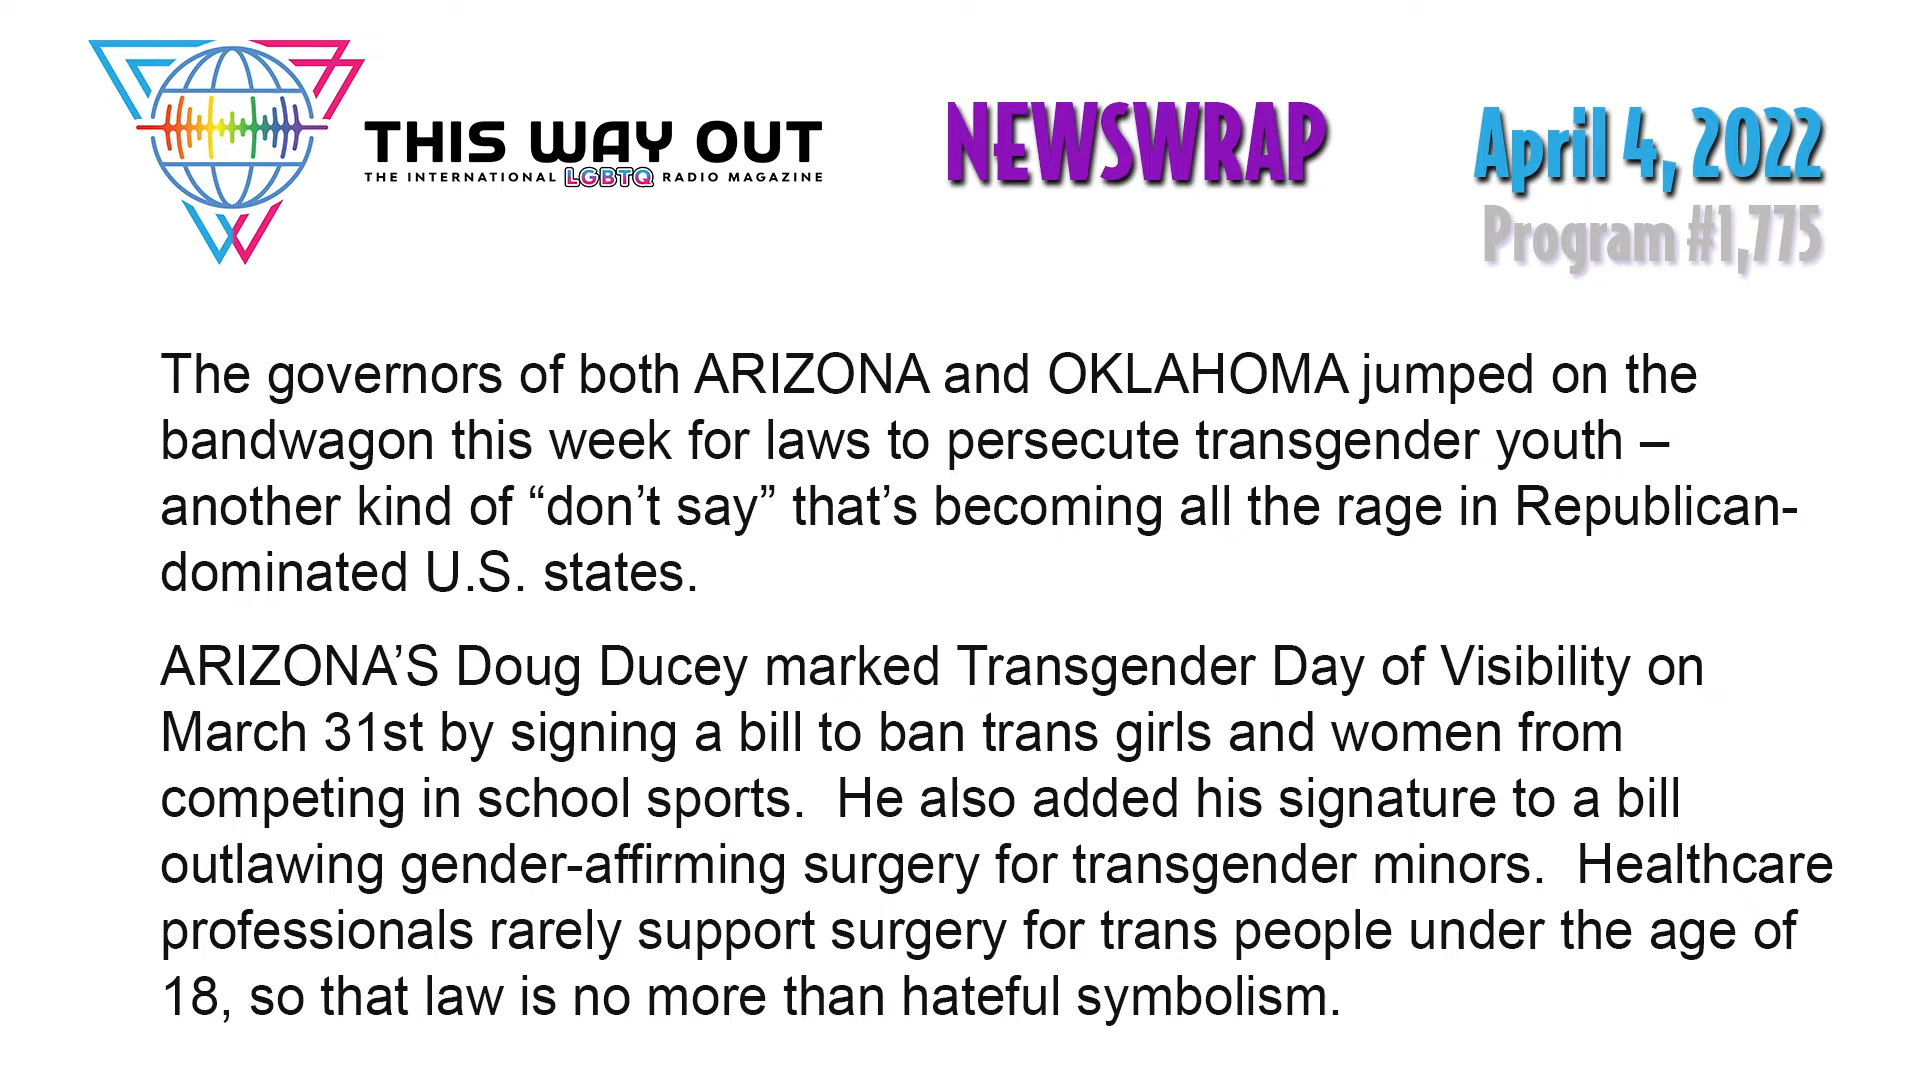 THIS WAY OUT
THE INTERNATIONAL LGBTQ RADIO MAGAZINE
NEWSWRAP
April 4, 2022
Program #1,775
The governors of both ARIZONA and OKLAHOMA jumped on the
bandwagon this week for laws to persecute transgender youth –
another kind of “don’t say” that’s becoming all the rage in Republican-
dominated U.S. states.
ARIZONA’S Doug Ducey marked Transgender Day of Visibility on
March 31st by signing a bill to ban trans girls and women from
competing in school sports.  He also added his signature to a bill
outlawing gender-affirming surgery for transgender minors.  Healthcare
professionals rarely support surgery for trans people under the age of
18, so that law is no more than hateful symbolism.